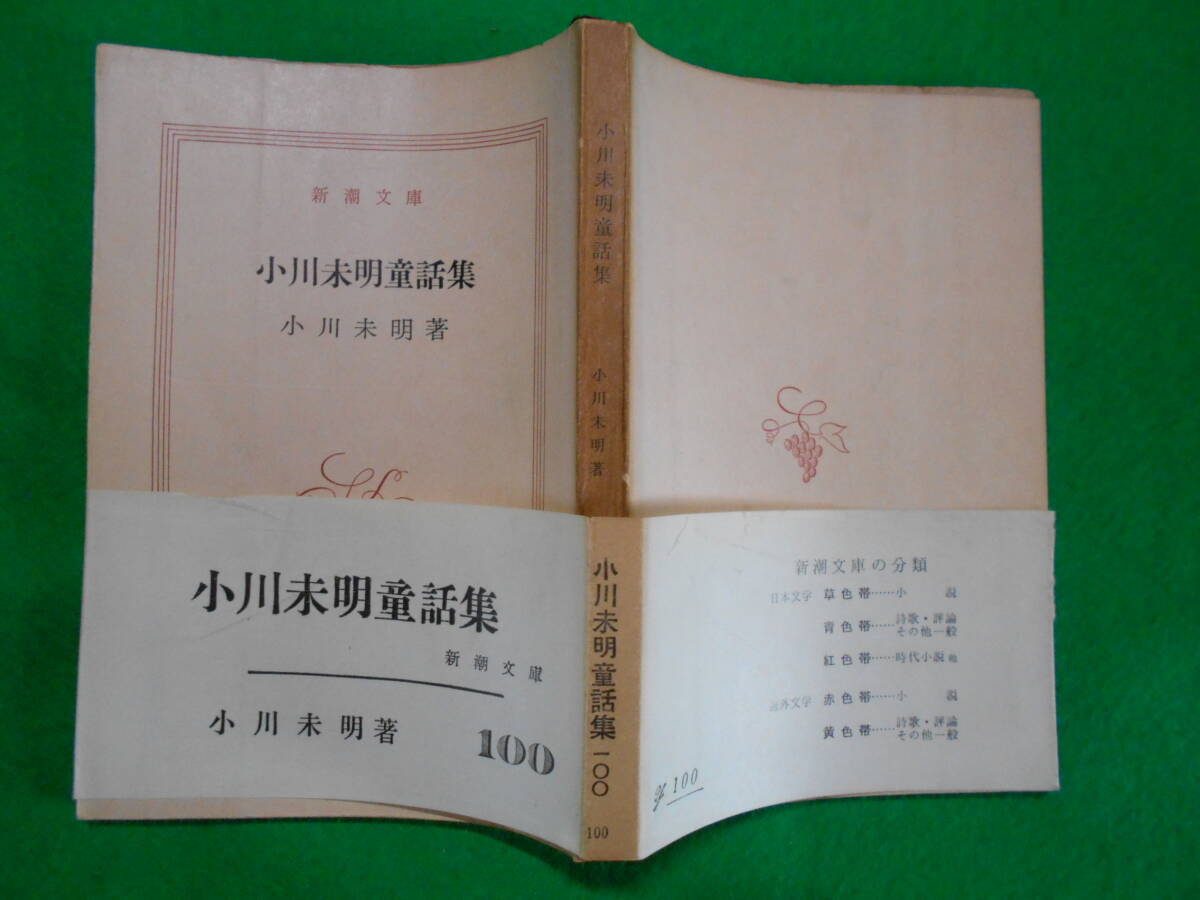 新潮文庫
小川未明童話集
小川未明著
小川未明童話集
新潮文庫
小川未明著
100
小川未明童話集
小川未明著
小川未明童話集 一〇〇
100
新潮文庫の分類
日本文学 草色帯……小説
青色帯……詩歌・評論 その他一般
紅色帯……時代小説 他
海外文学 赤色帯……小説
黄色帯……詩歌・評論 その他一般
100